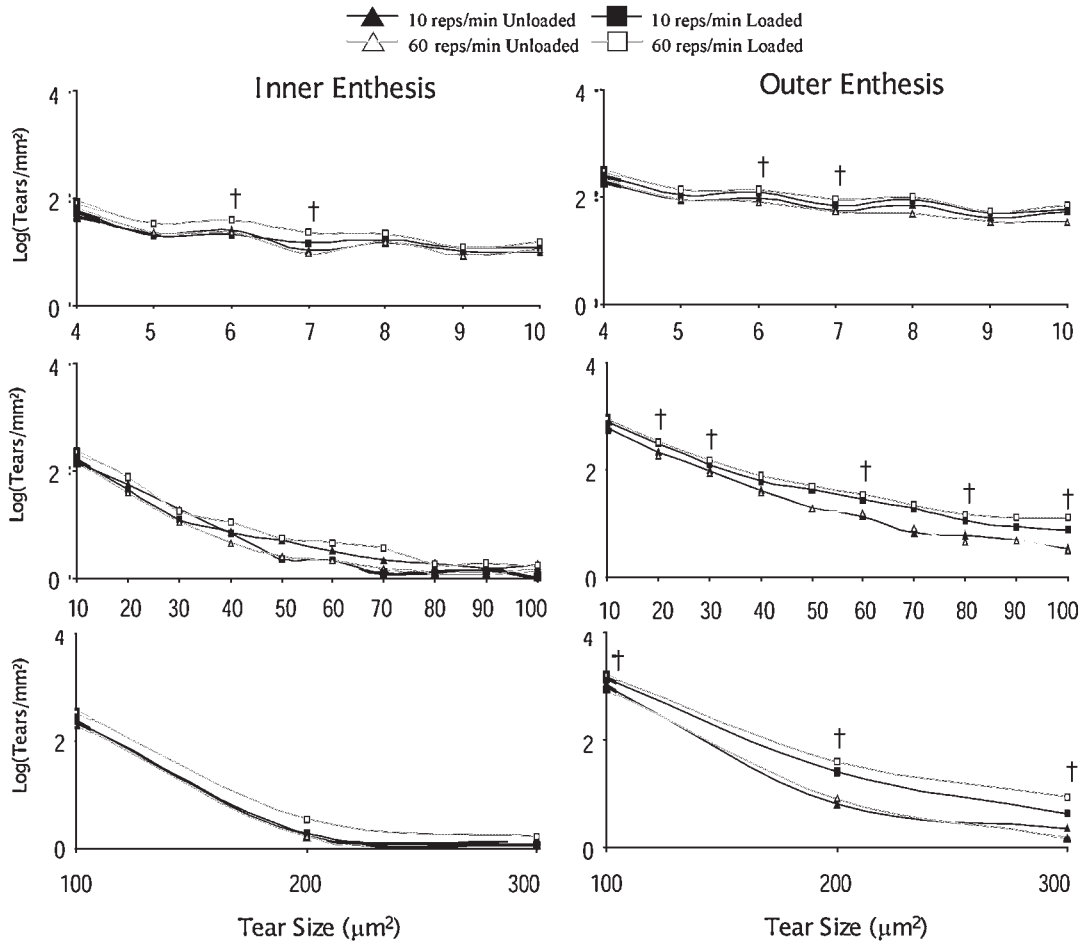 10 reps/min Unloaded 10 reps/min Loaded
60 reps/min Unloaded 60 reps/min Loaded
Inner Enthesis
Outer Enthesis
Log(Tears/mm²)
4
2
0
4 5 6 7 8 9 10
† †
4
2
0
4 5 6 7 8 9 10
† †
Log(Tears/mm²)
4
2
0
10 20 30 40 50 60 70 80 90 100
4
2
0
10 20 30 40 50 60 70 80 90 100
† † † † †
Log(Tears/mm²)
4
2
0
100 200 300
Tear Size (µm²)
4
2
0
100 200 300
† † †
Tear Size (µm²)